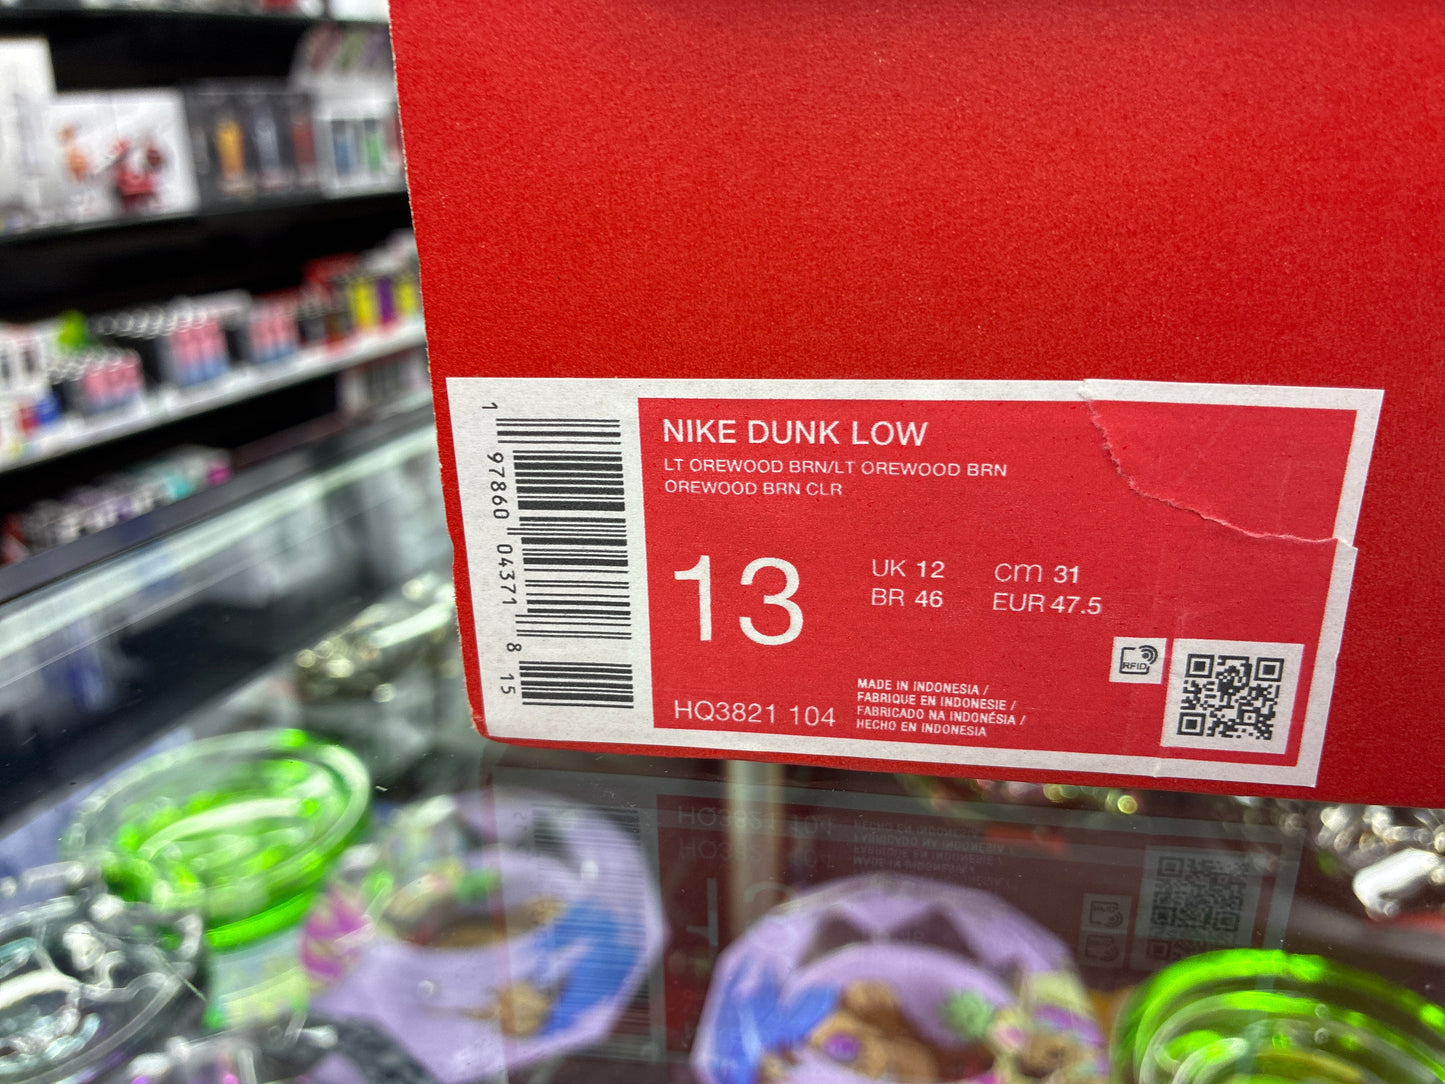 NIKE DUNK LOW
LT OREWOOD BRN/LT OREWOOD BRN
OREWOOD BRN CLR
13
UK 12
cm 31
BR 46
EUR 47.5
RFID
HQ3821 104
MADE IN INDONESIA /
FABRIQUE EN INDONESIE /
FABRICADO NA INDONÉSIA /
HECHO EN INDONESIA
1 97860 04371 8 15